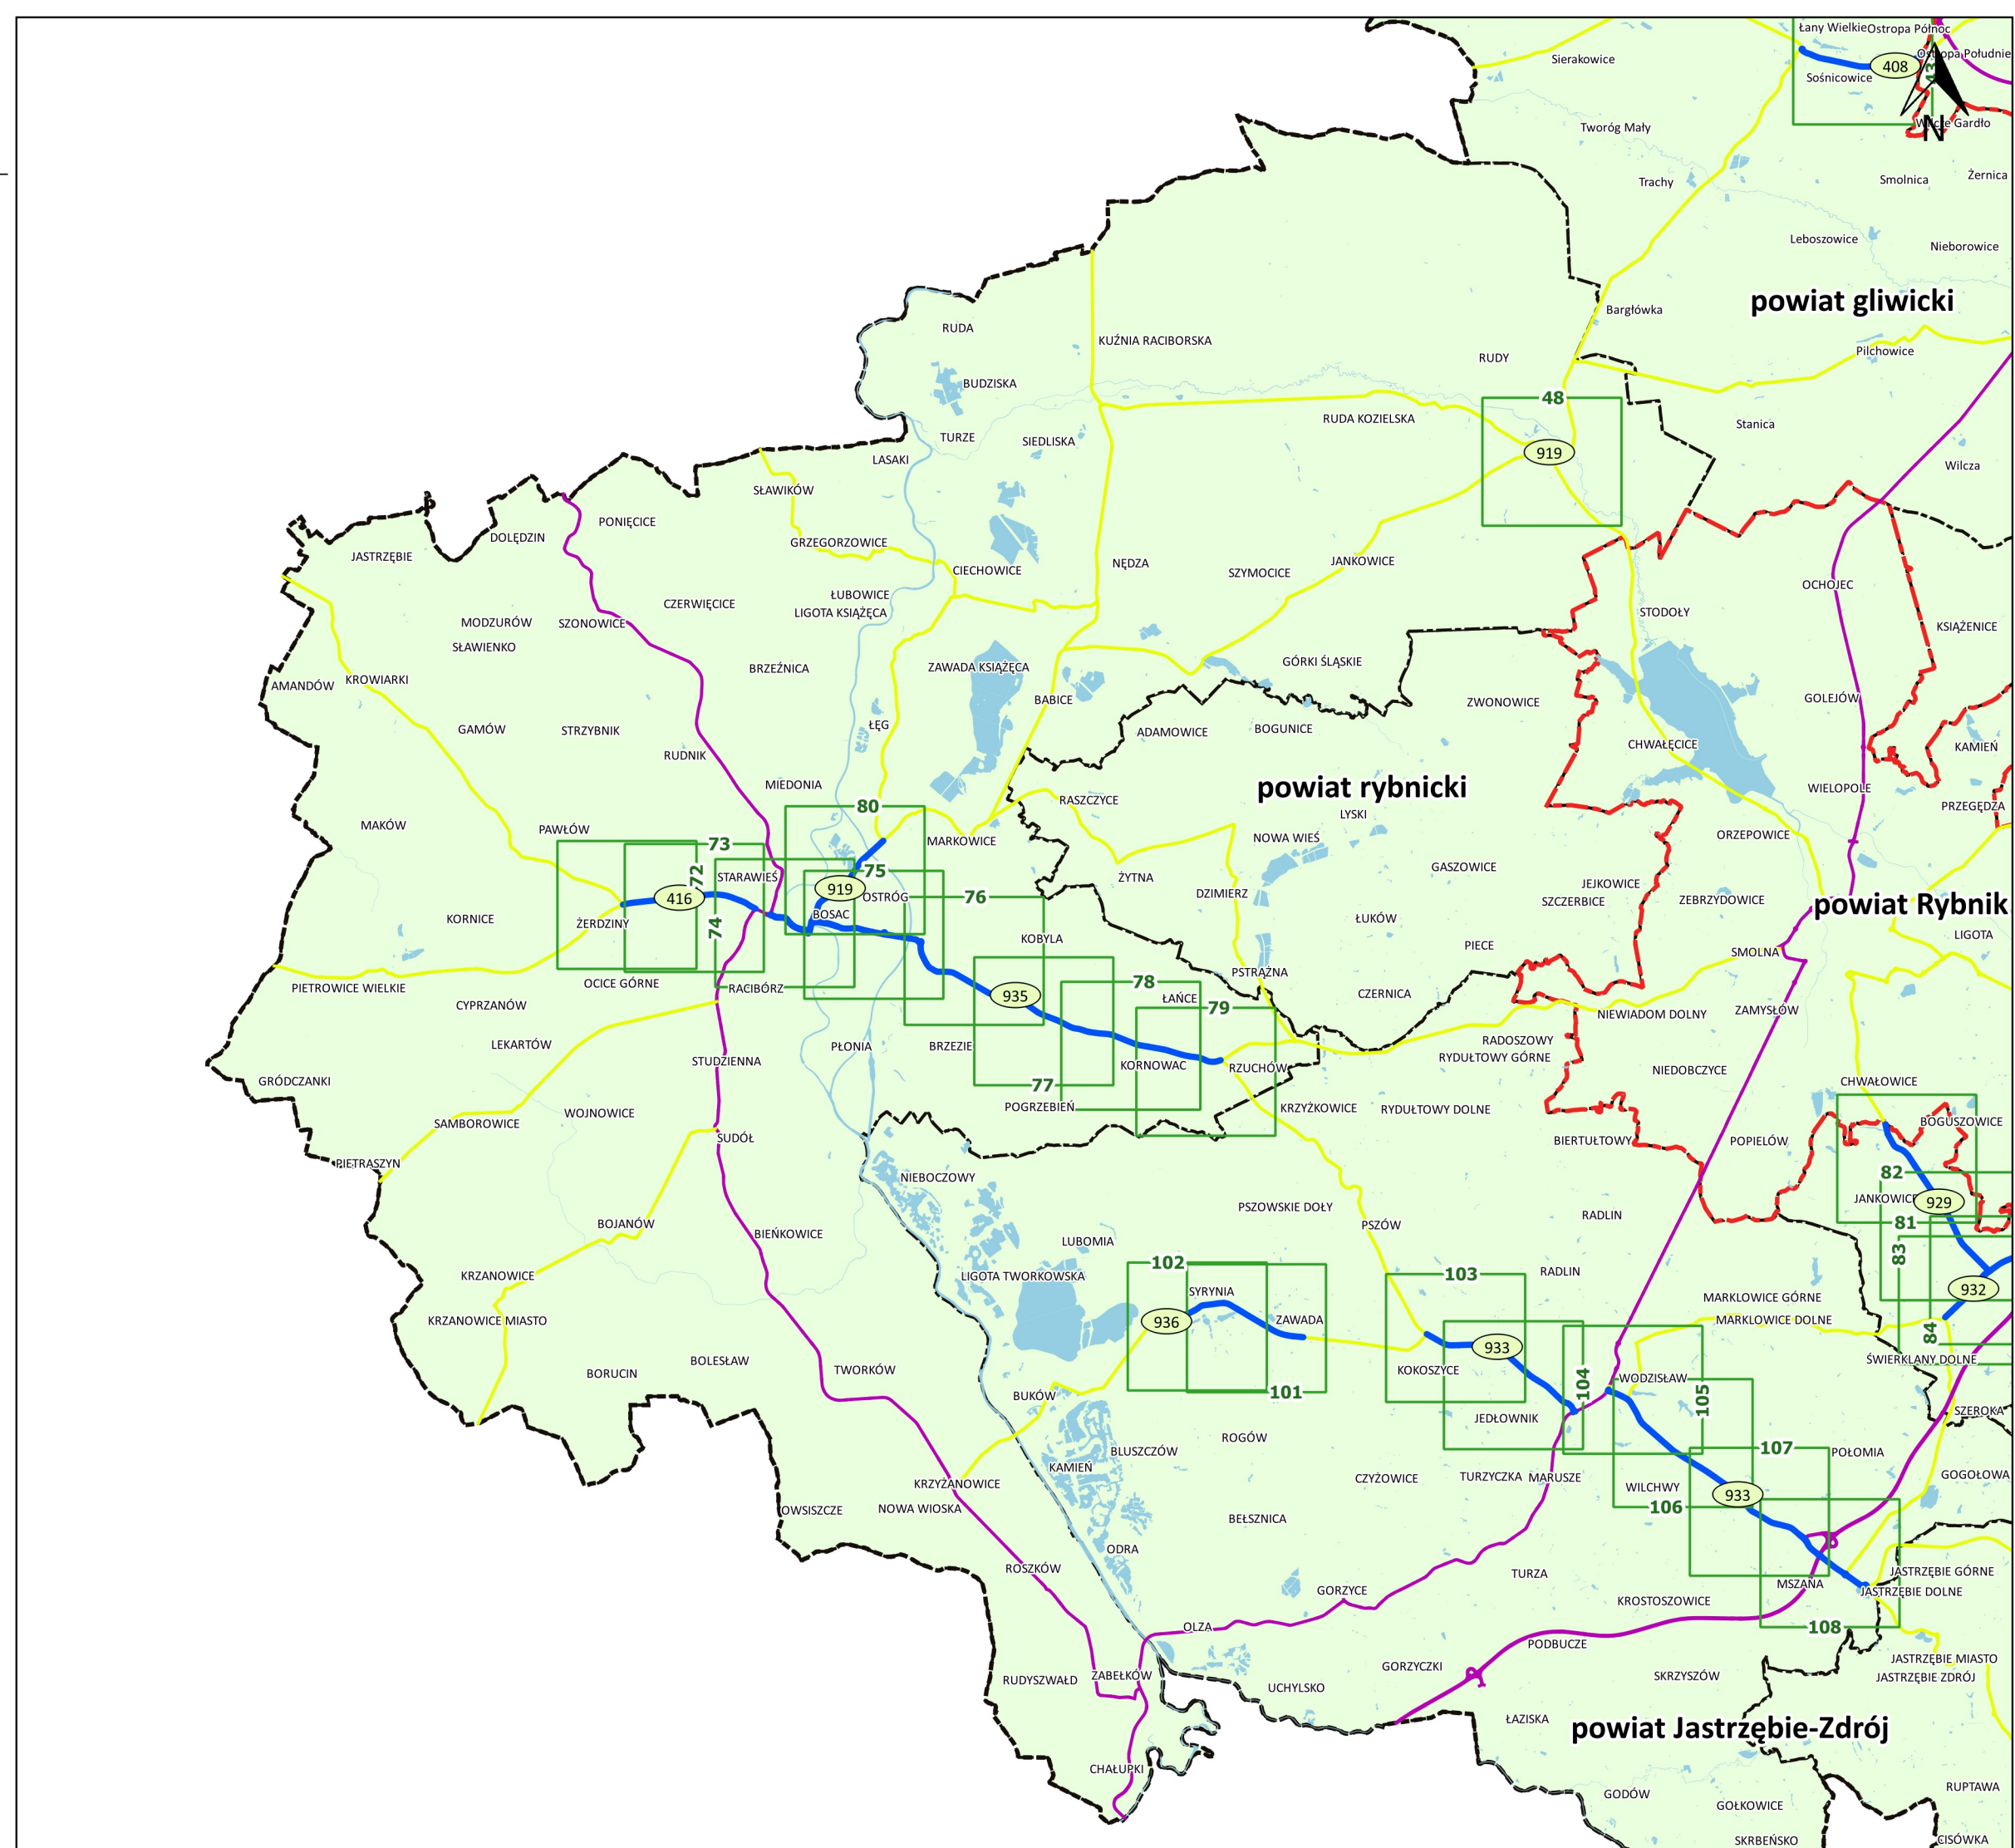 Łany Wielkie
Ostropa Północ
Sierakowice
Ostropa Południe
408
43
Sośnicowice
Tworóg Mały
Wilcze Gardło
N
Trachy
Smolnica
Żernica
Leboszowice
Nieborowice
powiat gliwicki
Bargłówka
RUDA
KUŹNIA RACIBORSKA
Pilchowice
RUDY
BUDZISKA
48
RUDA KOZIELSKA
Stanica
TURZE
SIEDLISKA
919
LASAKI
Wilcza
SŁAWIKÓW
PONIĘCICE
DOLĘDZIN
GRZEGORZOWICE
JASTRZĘBIE
NĘDZA
JANKOWICE
CIECHOWICE
SZYMOCICE
OCHOJEC
ŁUBOWICE
CZERWIĘCICE
LIGOTA KSIĄŻĘCA
STODOŁY
MODZURÓW
SZONOWICE
KSIĄŻENICE
SŁAWIENKO
BRZEŹNICA
ZAWADA KSIĄŻĘCA
GÓRKI ŚLĄSKIE
AMANDÓW
KROWIARKI
BABICE
ZWONOWICE
GOLEJÓW
GAMÓW
STRZYBNIK
ŁĘG
ADAMOWICE
BOGUNICE
CHWAŁĘCICE
KAMIEŃ
RUDNIK
MIEDONIA
powiat rybnicki
WIELOPOLE
80
RASZCZYCE
LYSKI
PRZEGĘDZA
MAKÓW
PAWŁÓW
73
MARKOWICE
NOWA WIEŚ
ORZEPOWICE
72
STARAWIEŚ
75
ŻYTNA
GASZOWICE
416
919
OSTRÓG
76
DZIMIERZ
JEJKOWICE
SZCZERBICE
ZEBRZYDOWICE
powiat Rybnik
KORNICE
ŻERDZINY
74
BOSAC
ŁUKÓW
KOBYLA
PIECE
LIGOTA
SMOLNA
OCICE GÓRNE
RACIBÓRZ
78
PSTRĄŻNA
PIETROWICE WIELKIE
935
ŁAŃCE
CZERNICA
CYPRZANÓW
79
NIEWIADOM DOLNY
ZAMYSŁÓW
LEKARTÓW
PŁONIA
BRZEZIE
RADOSZOWY
RYDUŁTOWY GÓRNE
STUDZIENNA
KORNOWAC
RZUCHÓW
NIEDOBCZYCE
GRÓDCZANKI
77
CHWAŁOWICE
WOJNOWICE
POGRZEBIEŃ
KRZYŻKOWICE
RYDUŁTOWY DOLNE
SAMBOROWICE
BOGUSZOWICE
SUDÓŁ
BIERTUŁTOWY
POPIELÓW
PIETRASZYN
NIEBOCZOWY
82
JANKOWICE
929
PSZOWSKIE DOŁY
RADLIN
81
BOJANÓW
PSZÓW
BIEŃKOWICE
LUBOMIA
83
102
KRZANOWICE
LIGOTA TWORKOWSKA
103
RADLIN
932
SYRYNIA
MARKLOWICE GÓRNE
KRZANOWICE MIASTO
936
ZAWADA
MARKLOWICE DOLNE
84
933
BOLESŁAW
TWORKÓW
KOKOSZYCE
ŚWIERKLANY DOLNE
BORUCIN
WODZISŁAW
104
BUKÓW
101
105
SZEROKA
JEDŁOWNIK
ROGÓW
BLUSZCZÓW
107
POŁOMIA
KAMIEŃ
CZYŻOWICE
TURZYCZKA
MARUSZE
GOGOŁOWA
KRZYŻANOWICE
WILCHWY
933
OWSISZCZE
NOWA WIOSKA
106
BEŁSZNICA
ODRA
ROSZKÓW
TURZA
JASTRZĘBIE GÓRNE
GORZYCE
MSZANA
JASTRZĘBIE DOLNE
KROSTOSZOWICE
OLZA
108
PODBUCZE
JASTRZĘBIE MIASTO
GORZYCZKI
RUDYSZWAŁD
ZABEŁKÓW
SKRZYSZÓW
JASTRZĘBIE ZDRÓJ
UCHYLSKO
ŁAZISKA
powiat Jastrzębie-Zdrój
CHAŁUPKI
RUPTAWA
GODÓW
GOŁKOWICE
SKRBEŃSKO
CISÓWKA